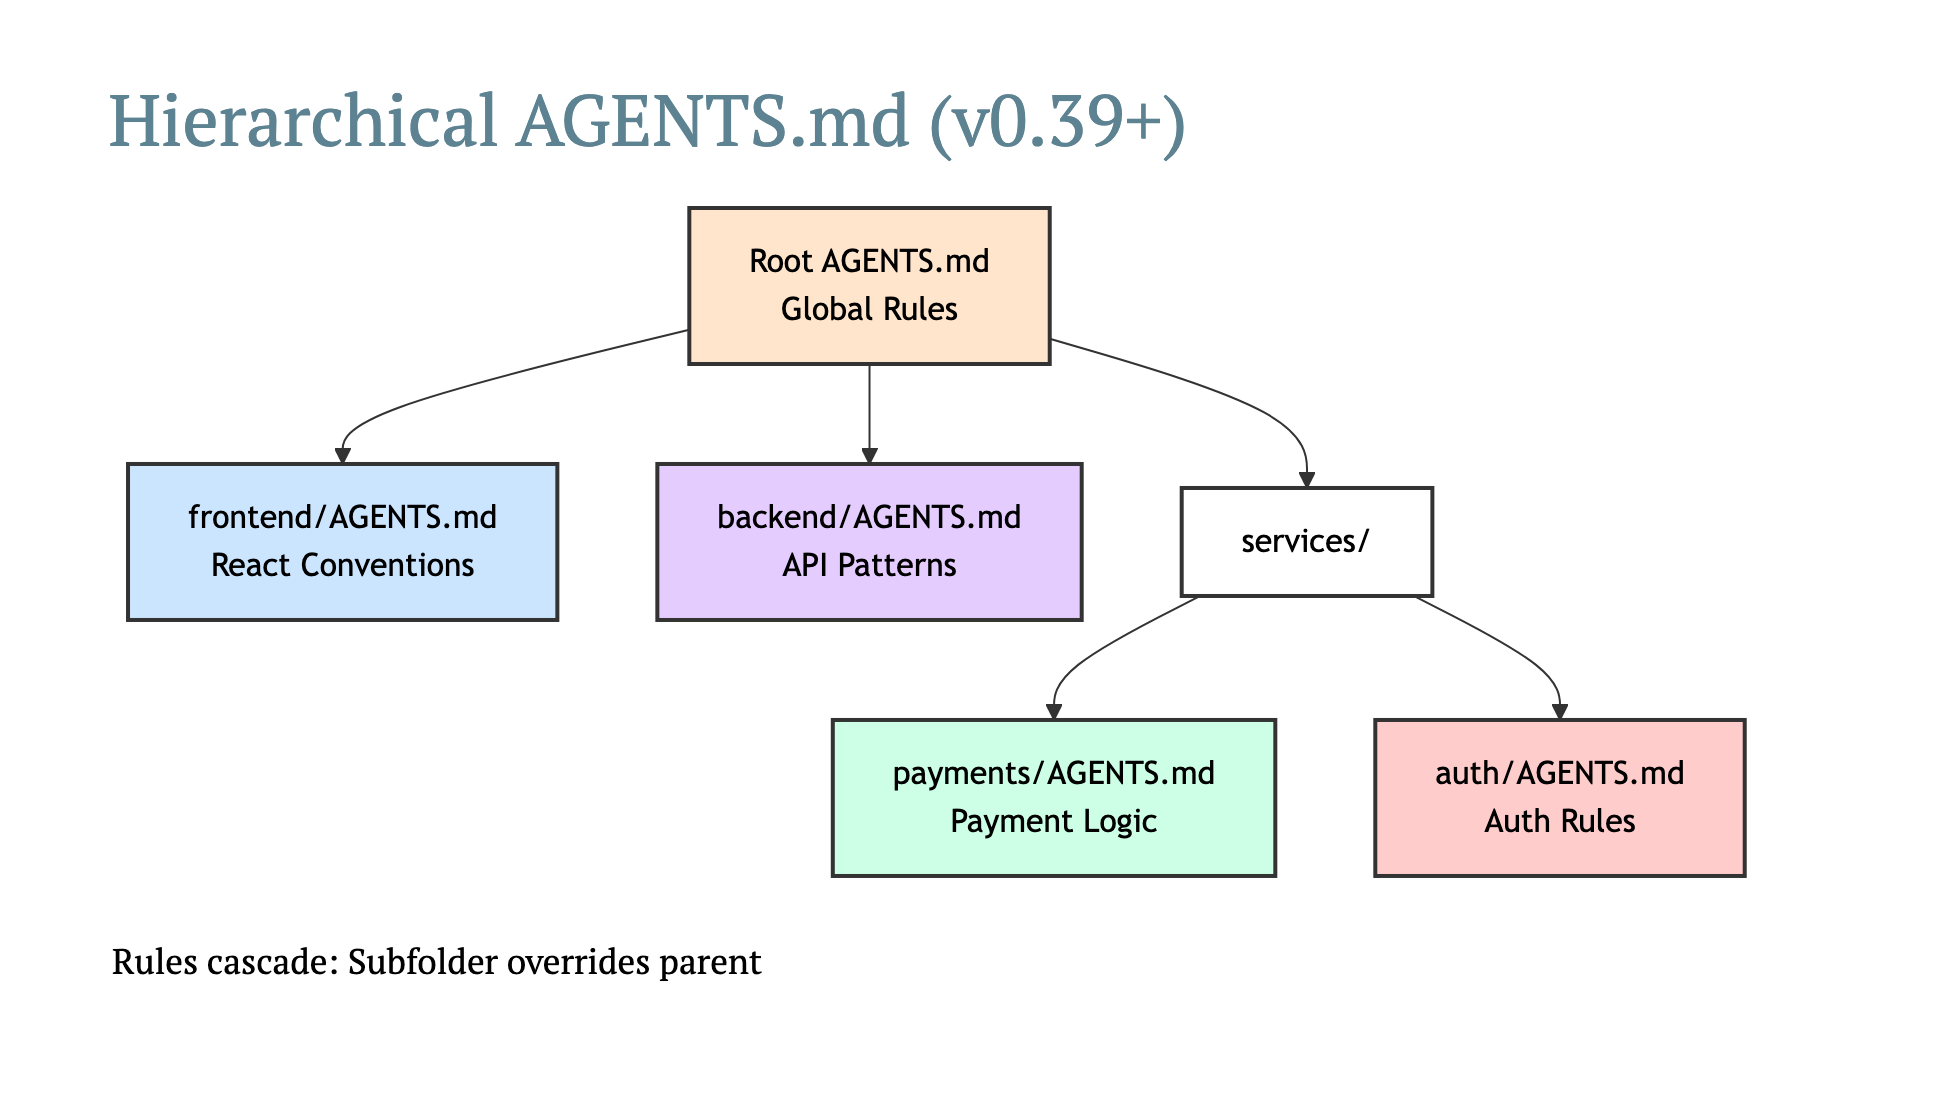 Hierarchical AGENTS.md (v0.39+)
Root AGENTS.md
Global Rules
frontend/AGENTS.md
React Conventions
backend/AGENTS.md
API Patterns
services/
payments/AGENTS.md
Payment Logic
auth/AGENTS.md
Auth Rules
Rules cascade: Subfolder overrides parent